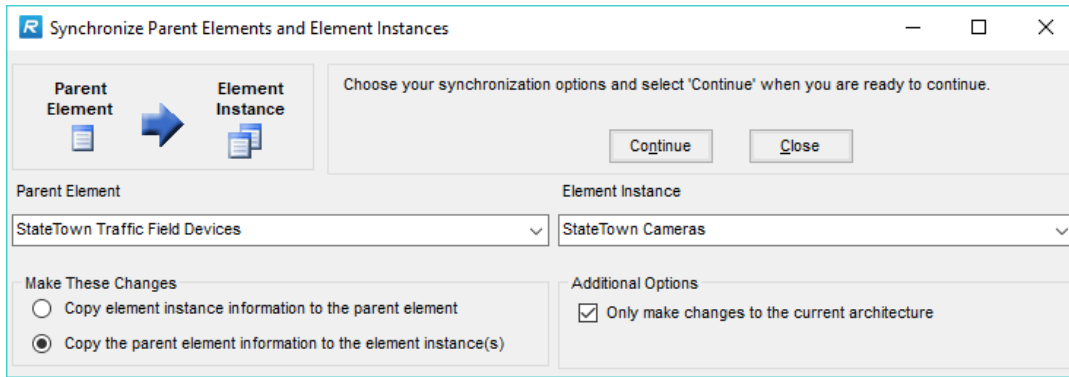 R Synchronize Parent Elements and Element Instances
Parent
Element
Element
Instance
Choose your synchronization options and select 'Continue' when you are ready to continue.
Continue
Close
Parent Element
Element Instance
StateTown Traffic Field Devices
StateTown Cameras
Make These Changes
Copy element instance information to the parent element
Copy the parent element information to the element instance(s)
Additional Options
Only make changes to the current architecture